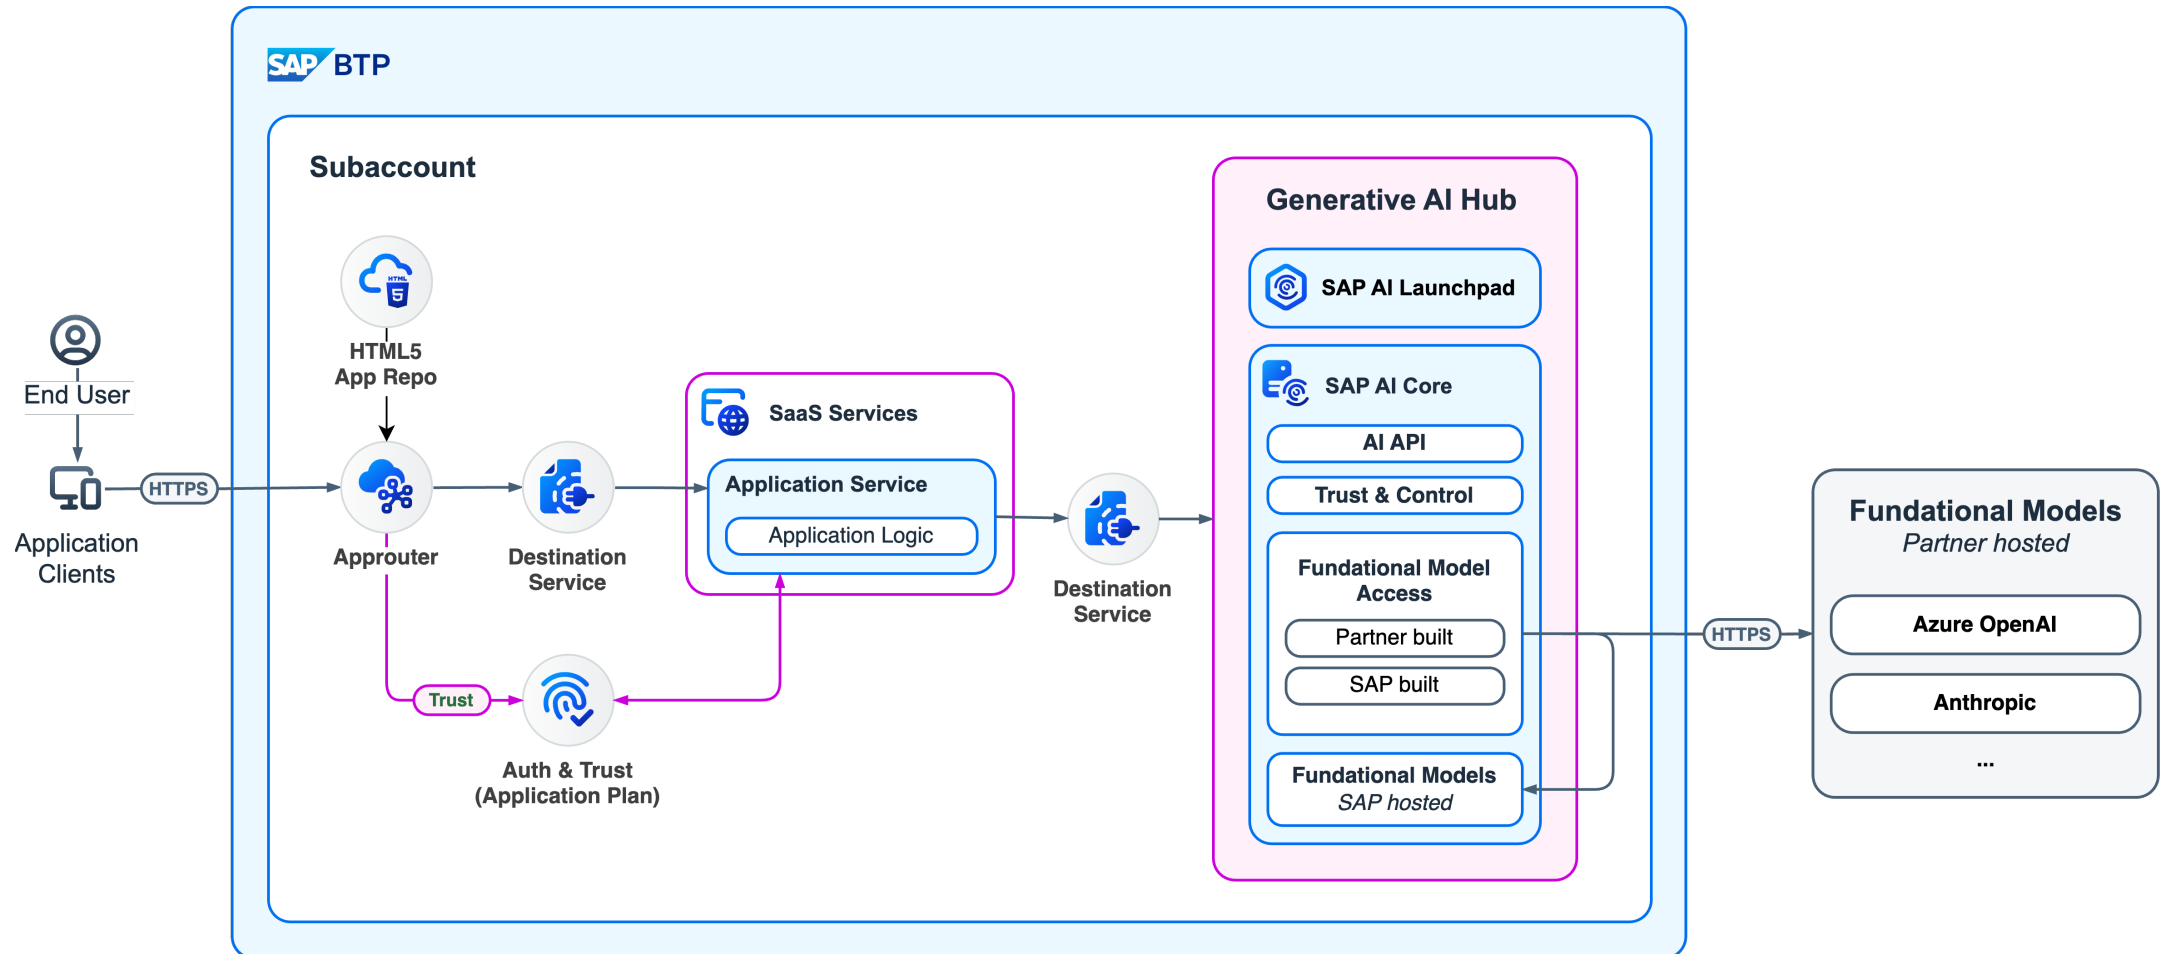 SAP BTP
Subaccount
HTML
5
HTML5
App Repo
End User
Application
Clients
HTTPS
Approuter
Destination
Service
SaaS Services
Application Service
Application Logic
Trust
Auth & Trust
(Application Plan)
Destination
Service
Generative AI Hub
SAP AI Launchpad
SAP AI Core
AI API
Trust & Control
Fundational Model
Access
Partner built
SAP built
Fundational Models
SAP hosted
HTTPS
Fundational Models
Partner hosted
Azure OpenAI
Anthropic
...